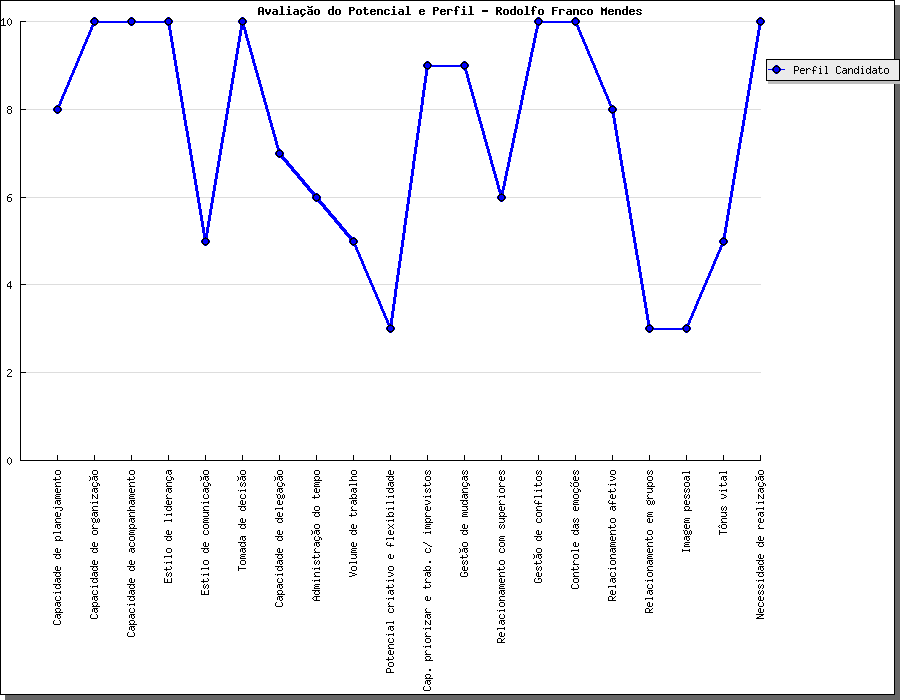 Avaliação do Potencial e Perfil - Rodolfo Franco Mendes
10
8
6
4
2
0
Perfil Candidato
Capacidade de planejamento
Capacidade de organização
Capacidade de acompanhamento
Estilo de liderança
Estilo de comunicação
Tomada de decisão
Capacidade de delegação
Administração do tempo
Volume de trabalho
Potencial criativo e flexibilidade
Cap. priorizar e trab. c/ imprevistos
Gestão de mudanças
Relacionamento com superiores
Gestão de conflitos
Controle das emoções
Relacionamento afetivo
Relacionamento em grupos
Imagem pessoal
Tônus vital
Necessidade de realização